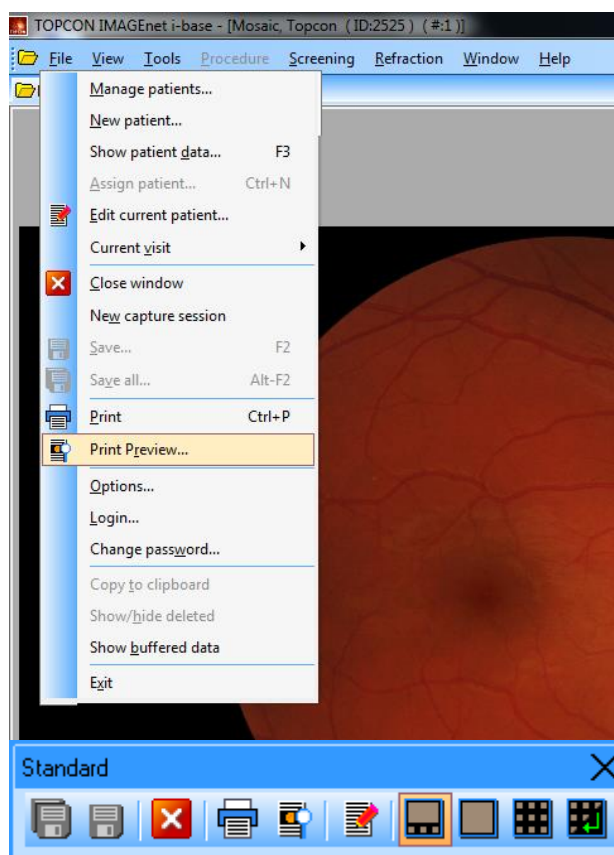 TOPCON IMAGEnet i-base - [Mosaic, Topcon ( ID:2525 ) ( #:1 )]
File View Tools Procedure Screening Refraction Window Help
Manage patients...
New patient...
Show patient data... F3
Assign patient... Ctrl+N
Edit current patient...
Current visit
Close window
New capture session
Save... F2
Save all... Alt-F2
Print Ctrl+P
Print Preview...
Options...
Login...
Change password...
Copy to clipboard
Show/hide deleted
Show buffered data
Exit
Standard